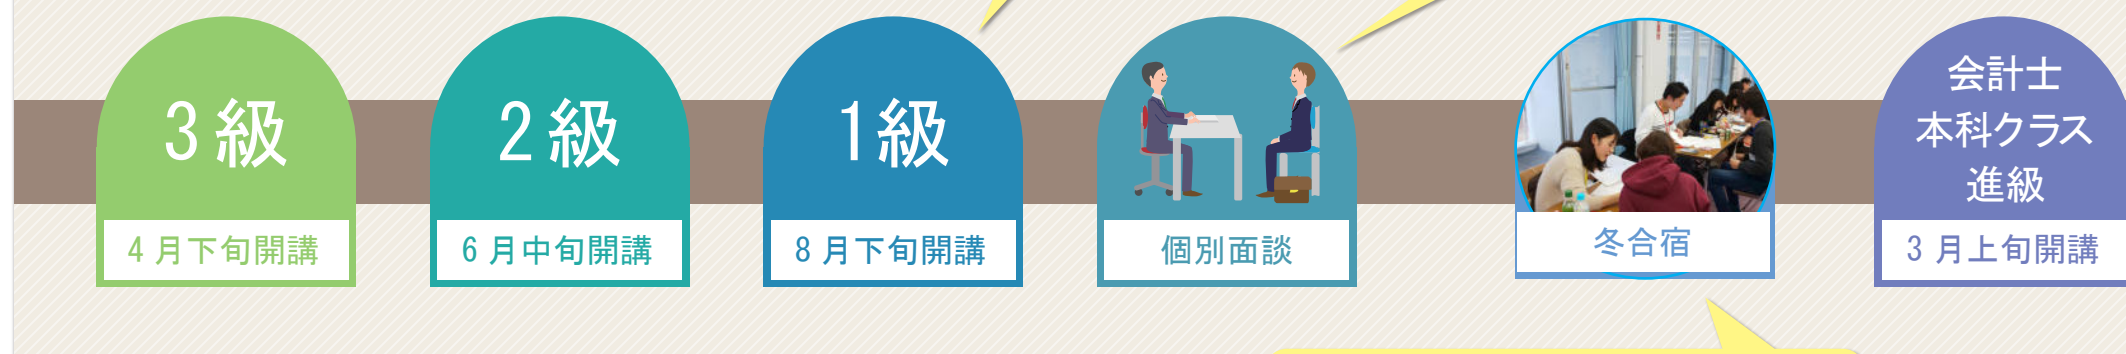 3級
4月下旬開講
2級
6月中旬開講
1級
8月下旬開講
個別面談
冬合宿
会計士
本科クラス
進級
3月上旬開講